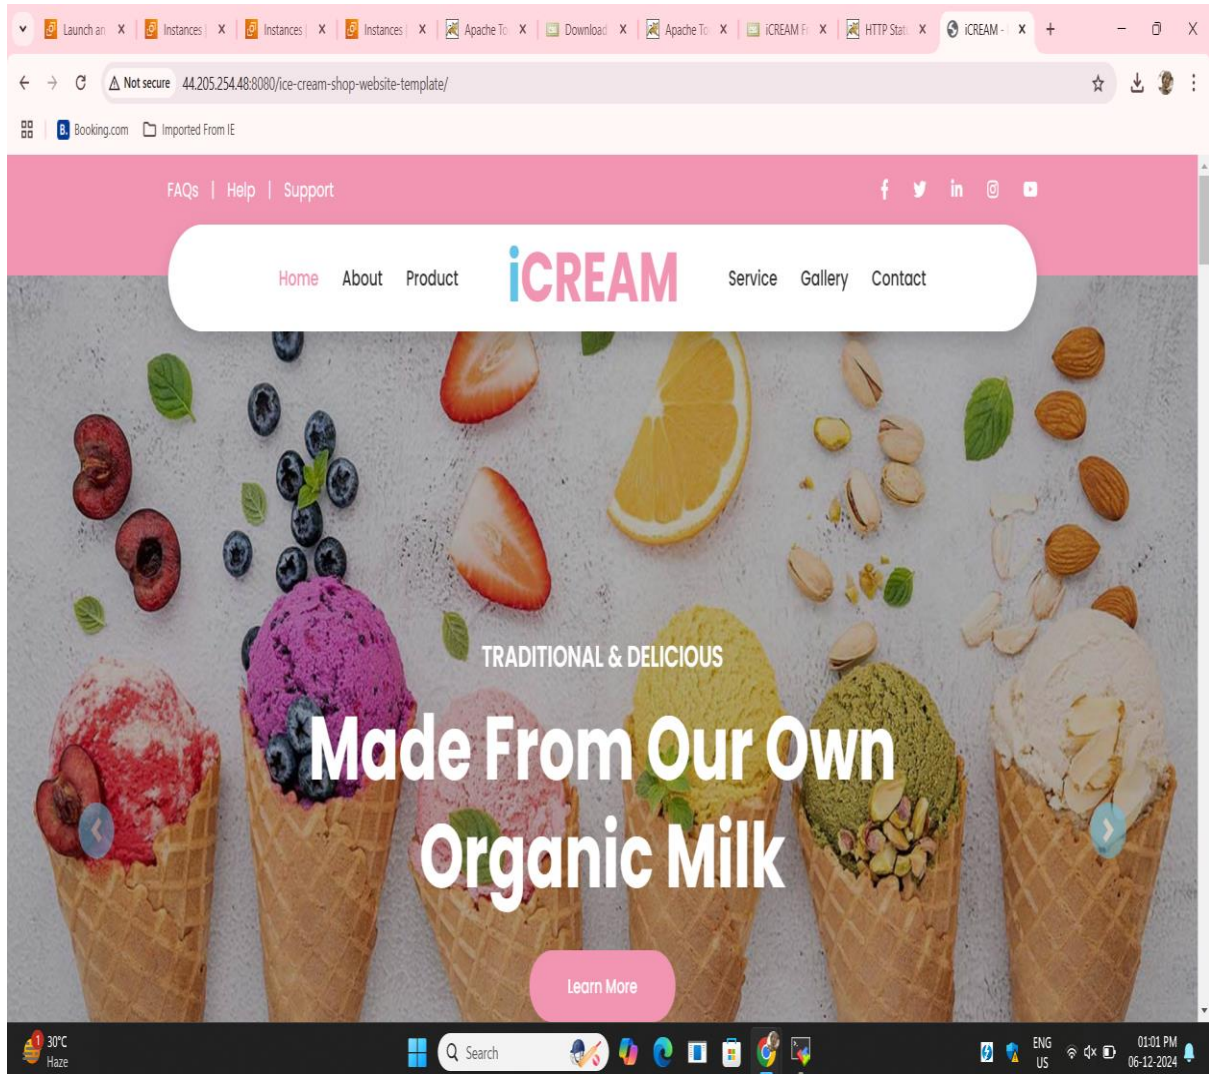 Launch an
Instances
Instances
Instances
Apache To
Download
Apache To
iCREAM Fr
HTTP Stat
iCREAM -
Not secure 44.205.254.48:8080/ice-cream-shop-website-template/
B. Booking.com Imported From IE
FAQs | Help | Support
Home About Product iCREAM Service Gallery Contact
TRADITIONAL & DELICIOUS
Made From Our Own
Organic Milk
Learn More
1 30°C
Haze
Search
ENG
US
01:01 PM
06-12-2024